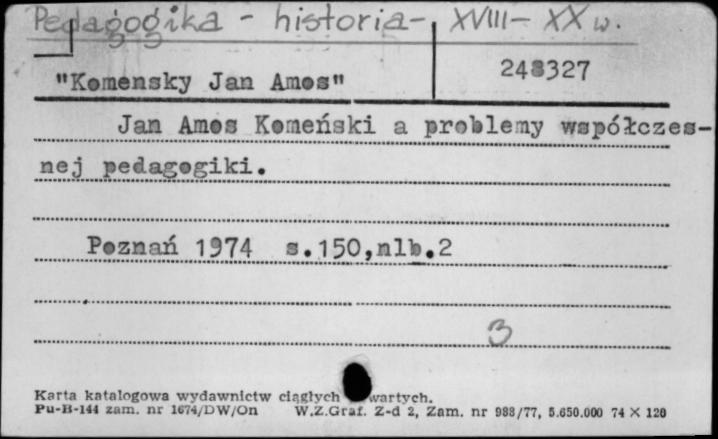 Pedagogika - historia - XVIII - XX w.
"Komensky Jan Amos"
248327
Jan Amos Komeński a problemy współczes-
nej pedagogiki.
Poznań 1974 s.150,nlb.2
3
Karta katalogowa wydawnictw ciągłych wartych.
Pu-B-144 zam. nr 1674/DW/On W.Z.Graf. Z-d 2, Zam. nr 988/77, 5.650.000 74 X 120